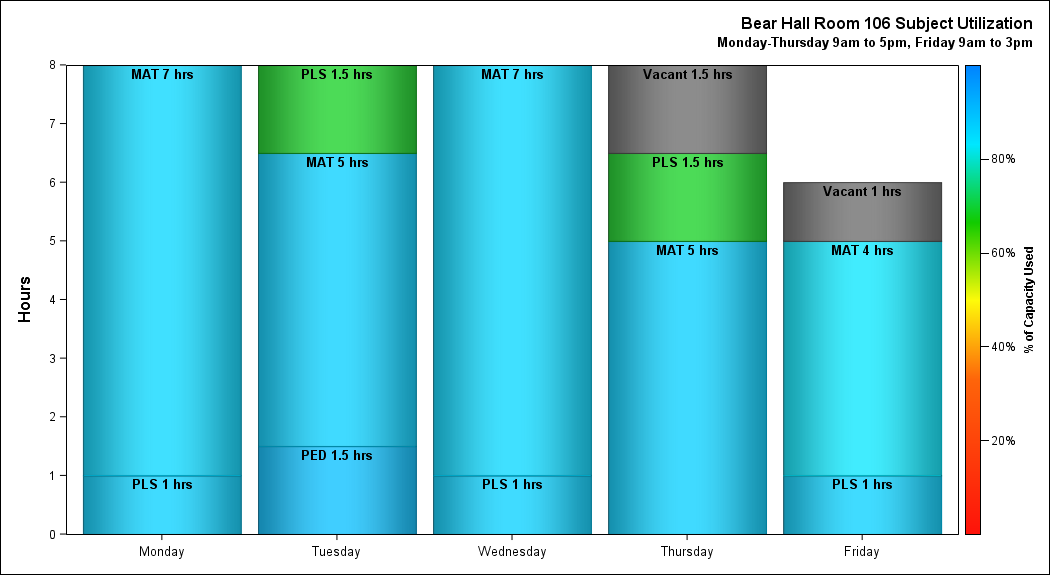 Bear Hall Room 106 Subject Utilization
Monday-Thursday 9am to 5pm, Friday 9am to 3pm
8
7
6
5
4
3
2
1
0
Hours
MAT 7 hrs
PLS 1 hrs
PLS 1.5 hrs
MAT 5 hrs
PED 1.5 hrs
MAT 7 hrs
PLS 1 hrs
Vacant 1.5 hrs
PLS 1.5 hrs
MAT 5 hrs
Vacant 1 hrs
MAT 4 hrs
PLS 1 hrs
Monday
Tuesday
Wednesday
Thursday
Friday
80%
60%
40%
20%
% of Capacity Used